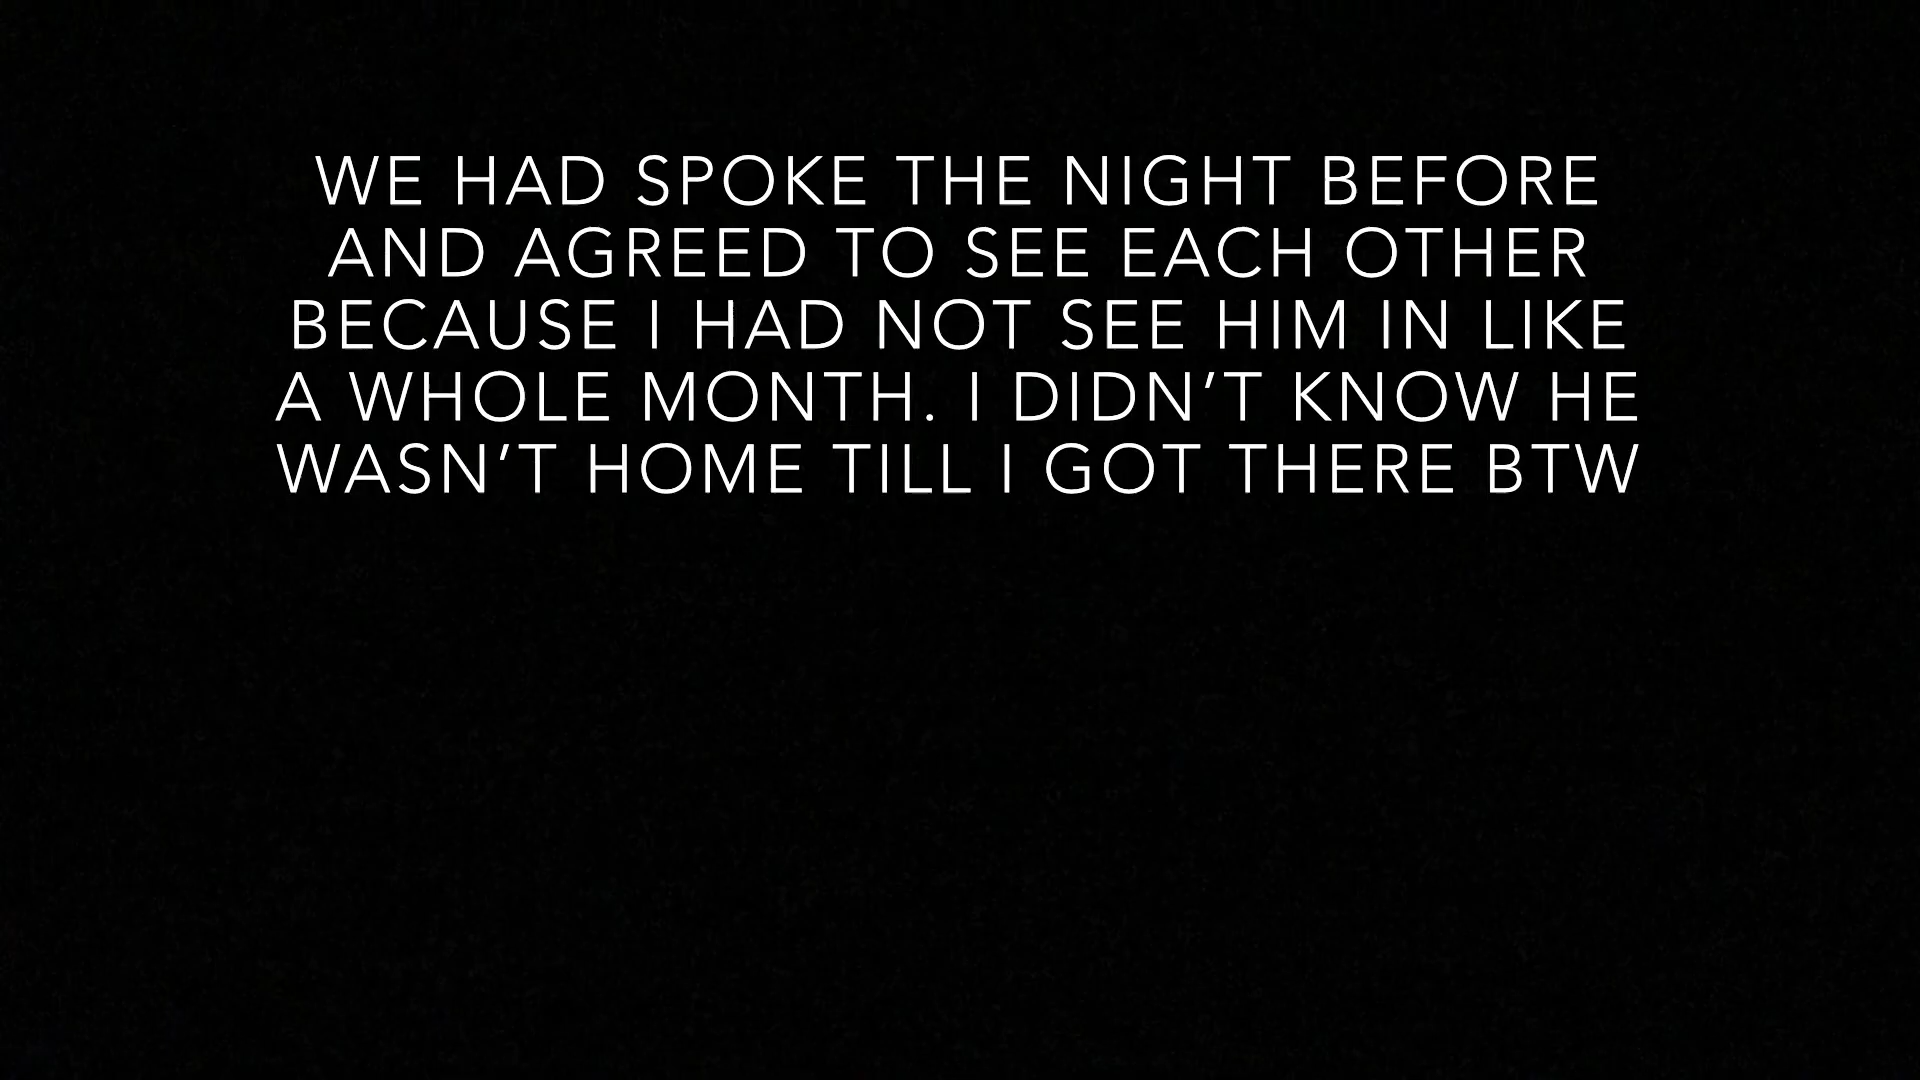 WE HAD SPOKE THE NIGHT BEFORE
AND AGREED TO SEE EACH OTHER
BECAUSE I HAD NOT SEE HIM IN LIKE
A WHOLE MONTH. I DIDN’T KNOW HE
WASN’T HOME TILL I GOT THERE BTW